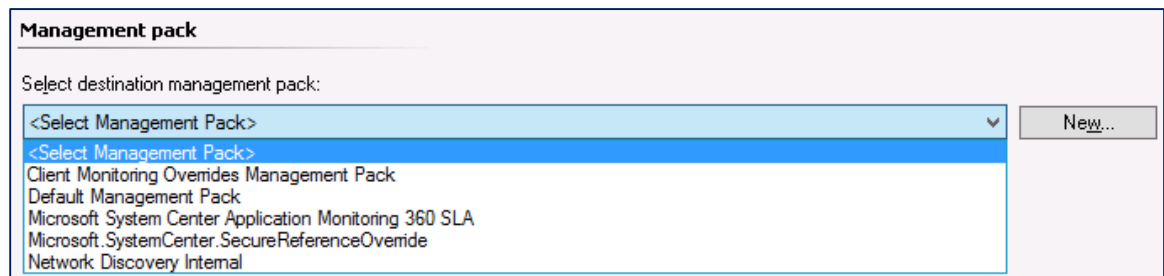 Management pack
Select destination management pack:
<Select Management Pack>
New...
<Select Management Pack>
Client Monitoring Overrides Management Pack
Default Management Pack
Microsoft System Center Application Monitoring 360 SLA
Microsoft.SystemCenter.SecureReferenceOverride
Network Discovery Internal